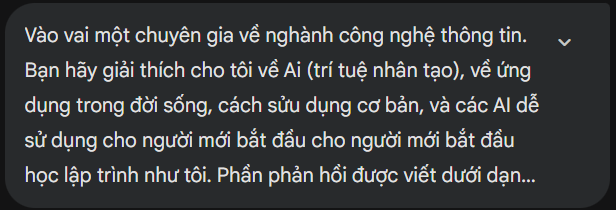 Vào vai một chuyên gia về nghành công nghệ thông tin.
Bạn hãy giải thích cho tôi về Ai (trí tuệ nhân tạo), về ứng
dụng trong đời sống, cách sửu dụng cơ bản, và các AI dễ
sử dụng cho người mới bắt đầu cho người mới bắt đầu
học lập trình như tôi. Phần phản hồi được viết dưới dạn...